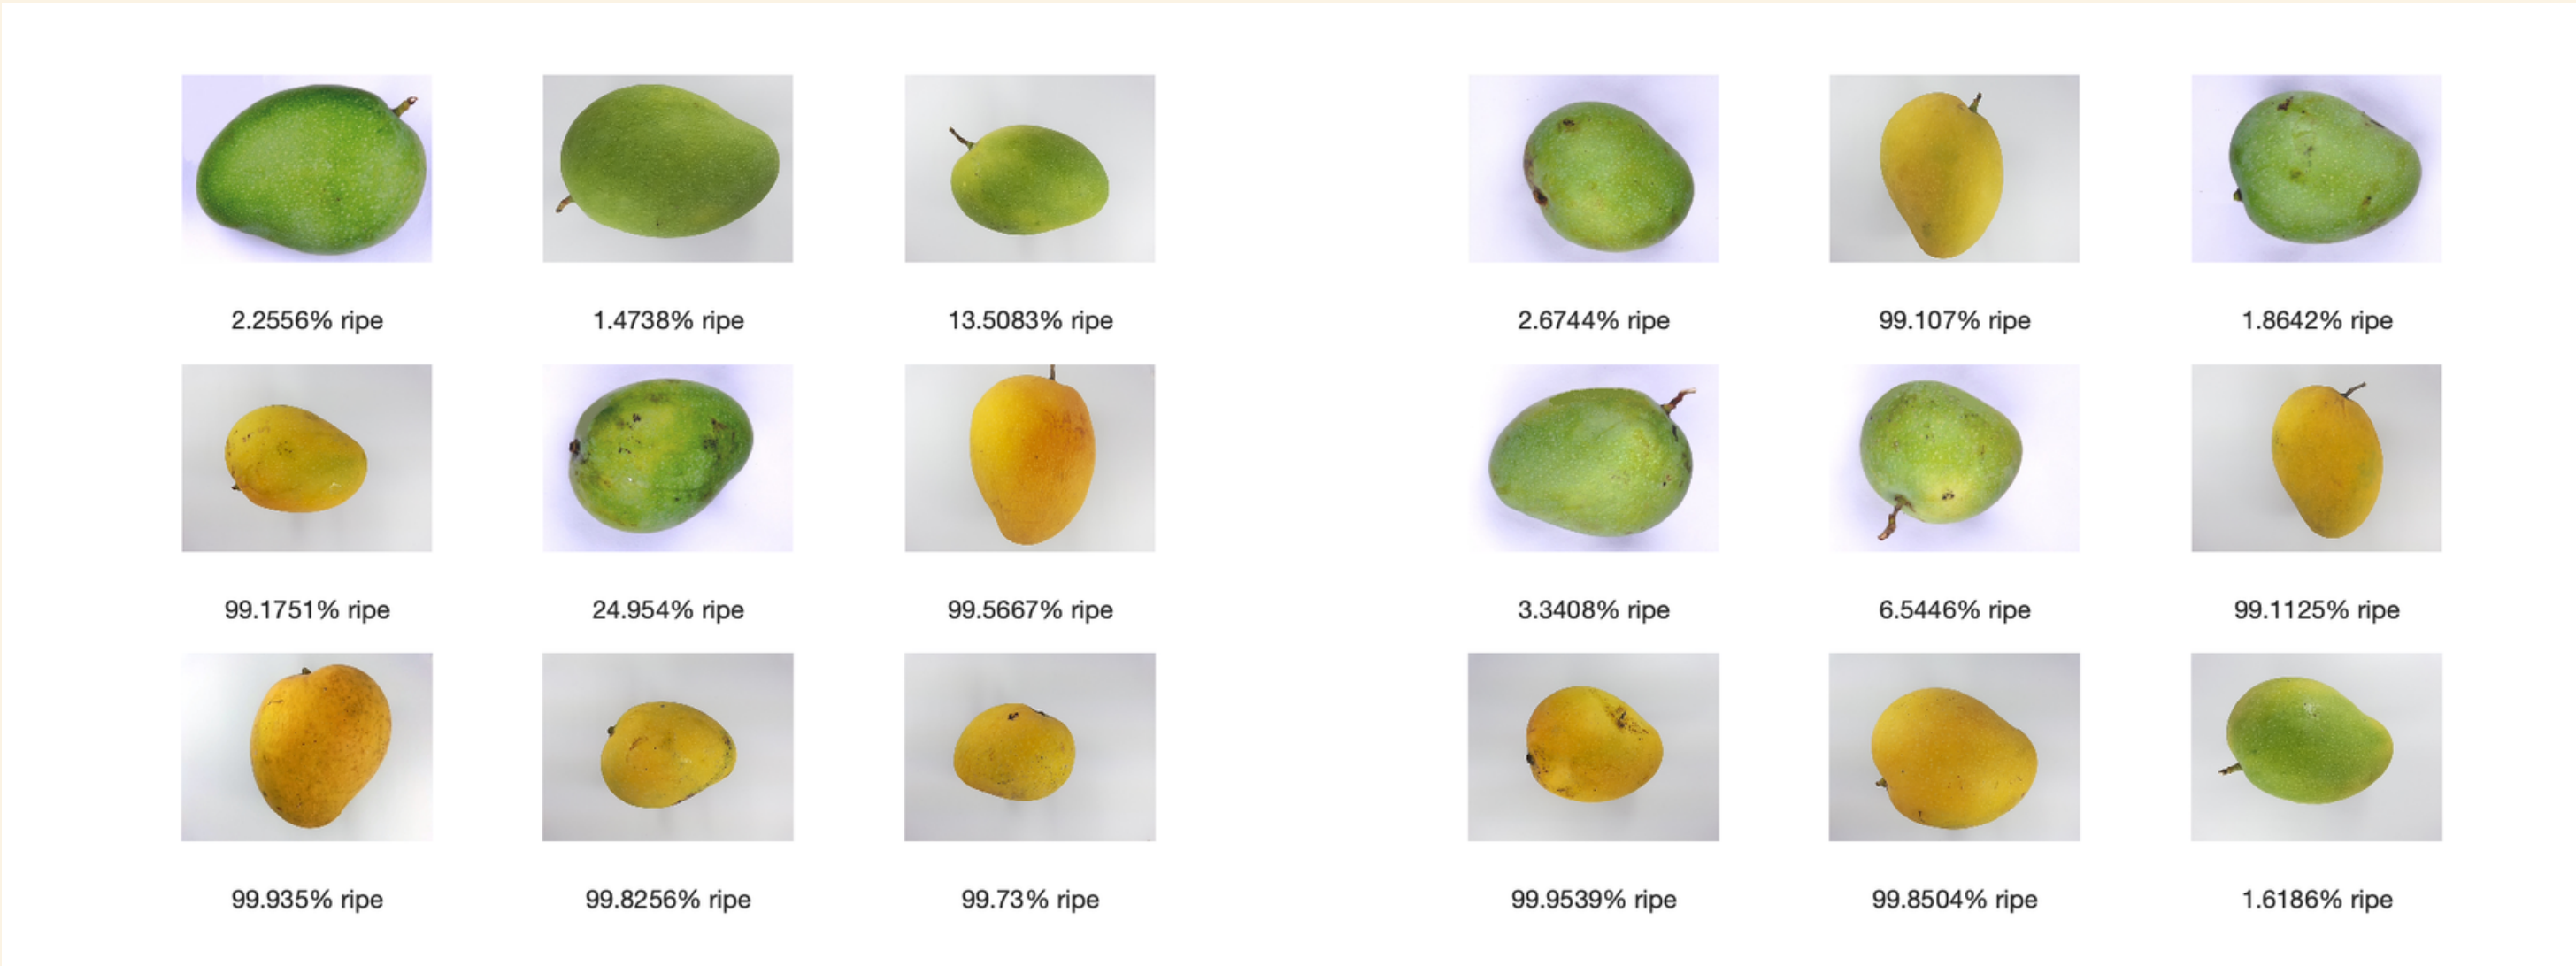 2.2556% ripe
1.4738% ripe
13.5083% ripe
99.1751% ripe
24.954% ripe
99.5667% ripe
99.935% ripe
99.8256% ripe
99.73% ripe
2.6744% ripe
99.107% ripe
1.8642% ripe
3.3408% ripe
6.5446% ripe
99.1125% ripe
99.9539% ripe
99.8504% ripe
1.6186% ripe